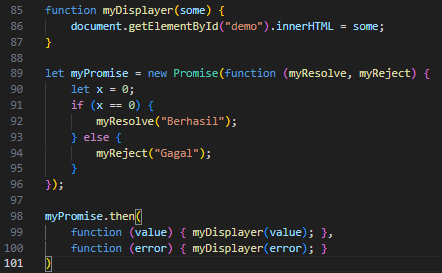 85 function myDisplayer(some) {
86     document.getElementById("demo").innerHTML = some;
87 }
88
89 let myPromise = new Promise(function (myResolve, myReject) {
90     let x = 0;
91     if (x == 0) {
92         myResolve("Berhasil");
93     } else {
94         myReject("Gagal");
95     }
96 });
97
98 myPromise.then(
99     function (value) { myDisplayer(value); },
100     function (error) { myDisplayer(error); }
101 )